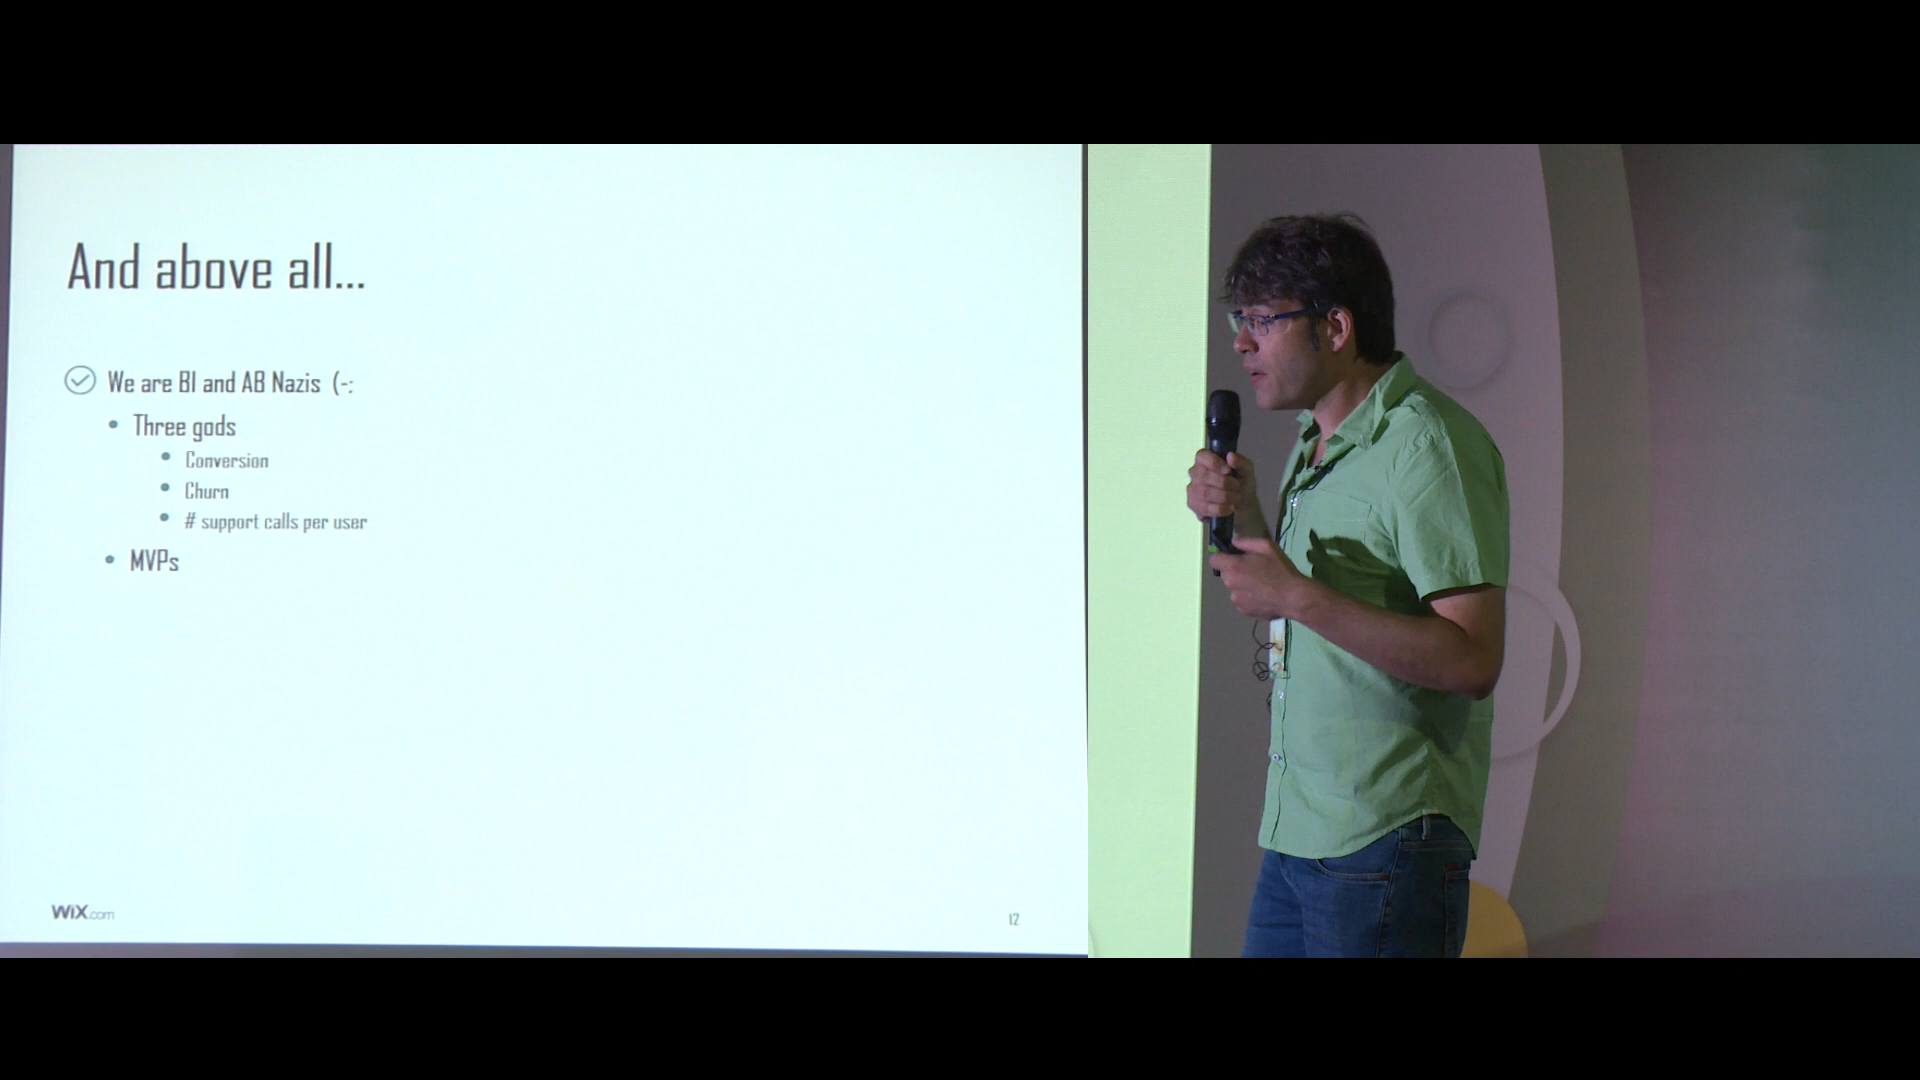 And above all...
We are BI and AB Nazis (-:
Three gods
Conversion
Churn
# support calls per user
MVPs
WiX.com
12